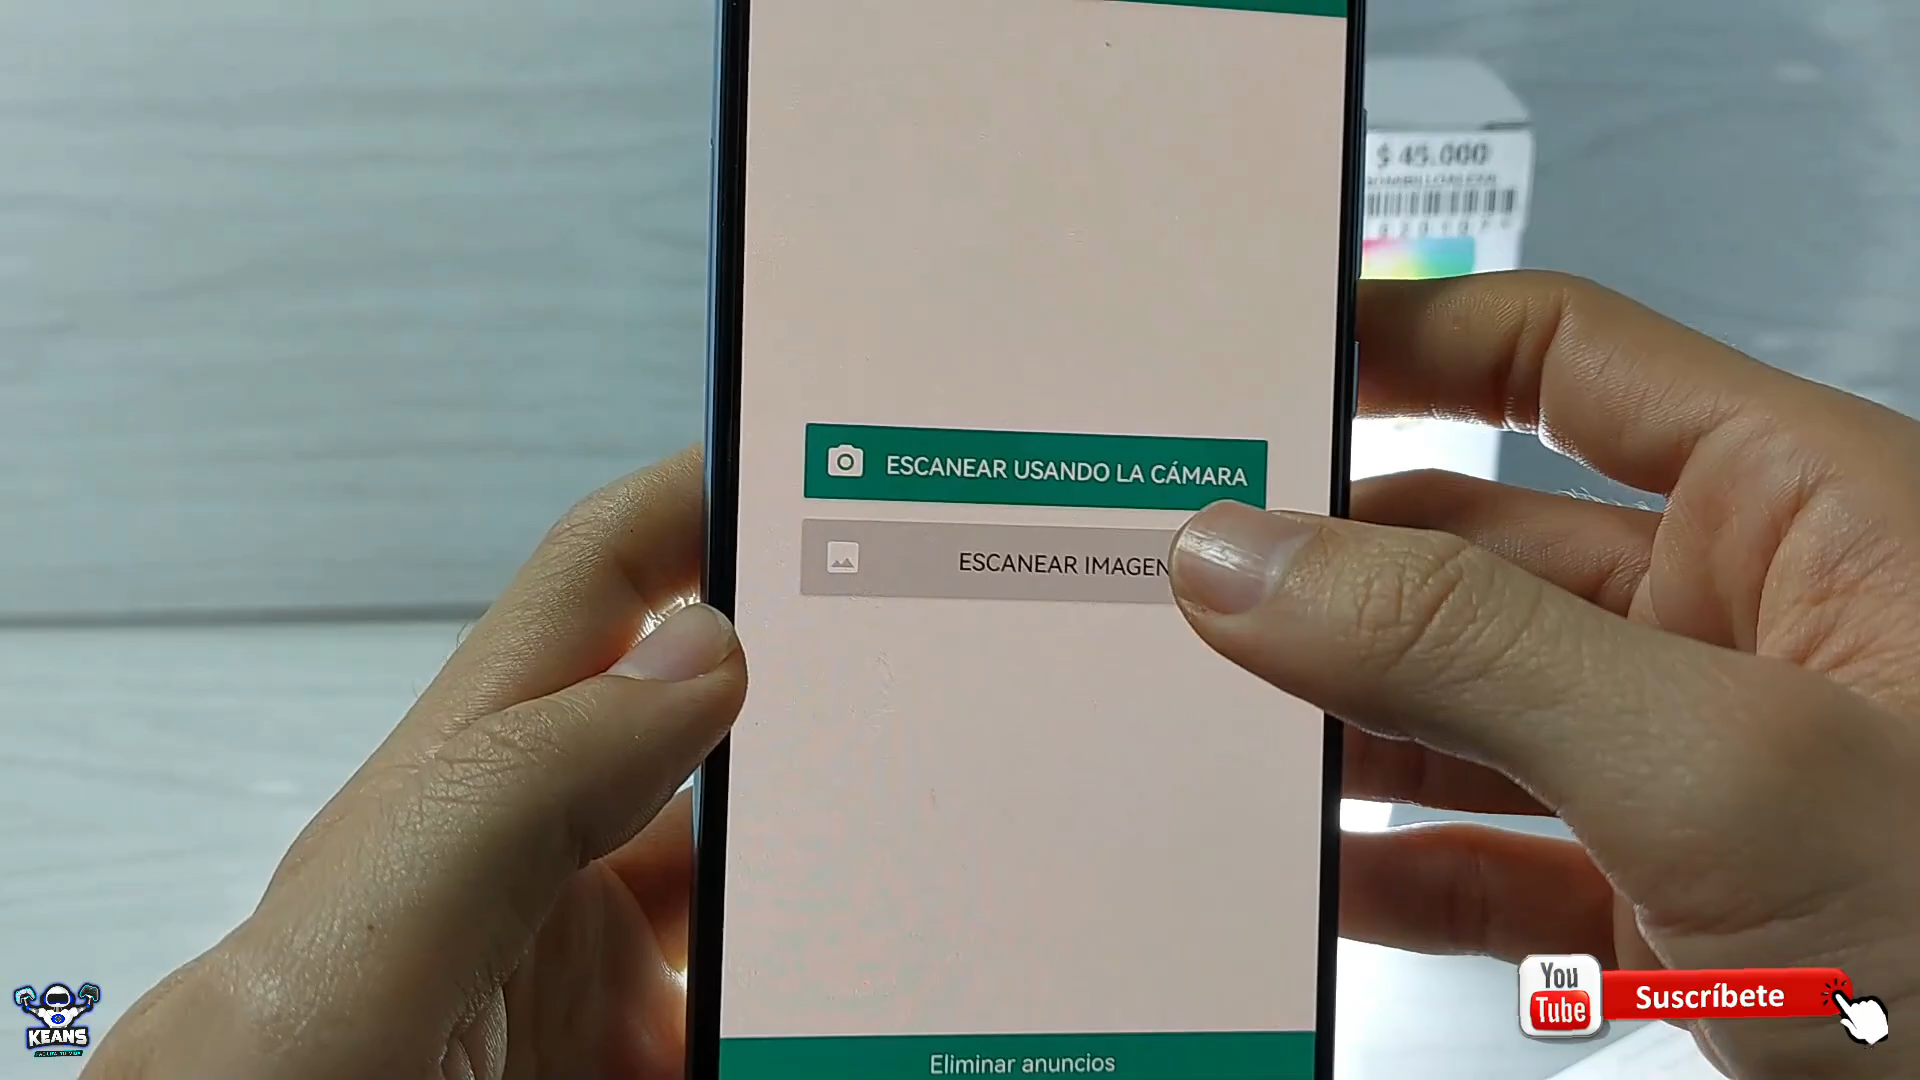 $ 45.000
ESCANEAR USANDO LA CÁMARA
ESCANEAR IMAGEN
Eliminar anuncios
You
Tube
Suscríbete
KEANS